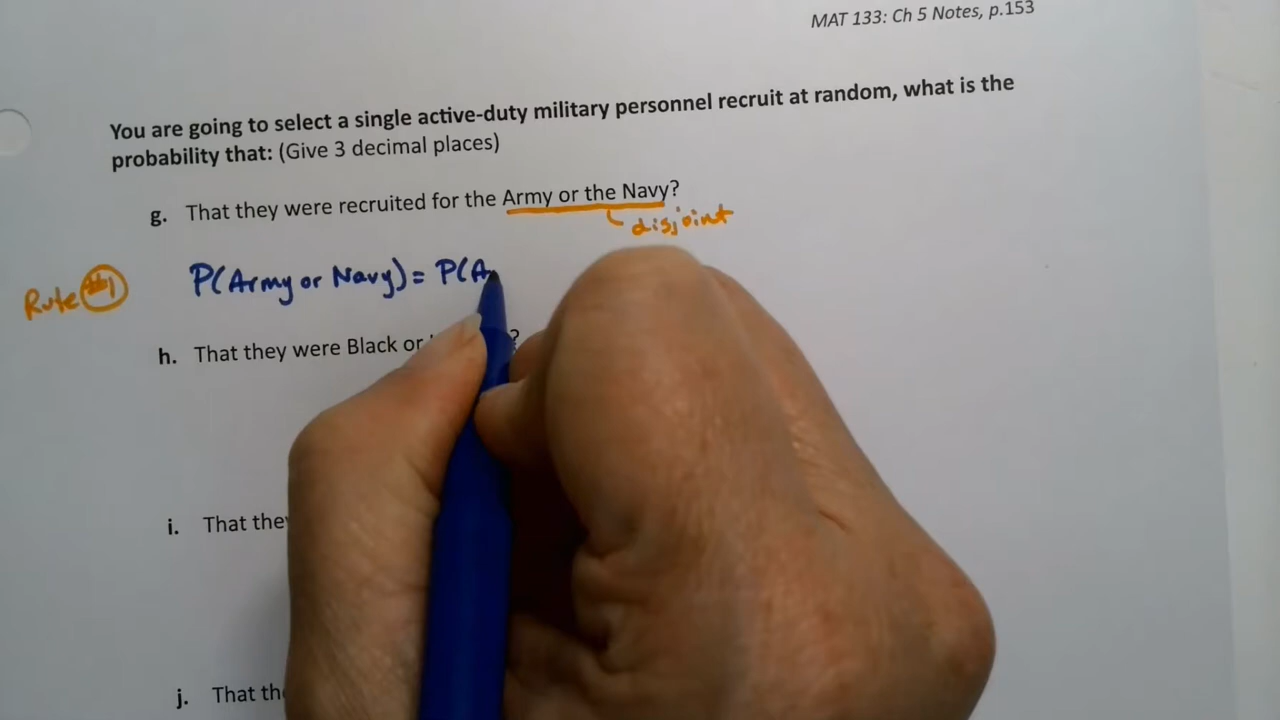 MAT 133: Ch 5 Notes, p.153
You are going to select a single active-duty military personnel recruit at random, what is the
probability that: (Give 3 decimal places)
g. That they were recruited for the Army or the Navy?
disjoint
Rule #1
P(Army or Navy) = P(A
h. That they were Black or ?
i. That they
j. That th